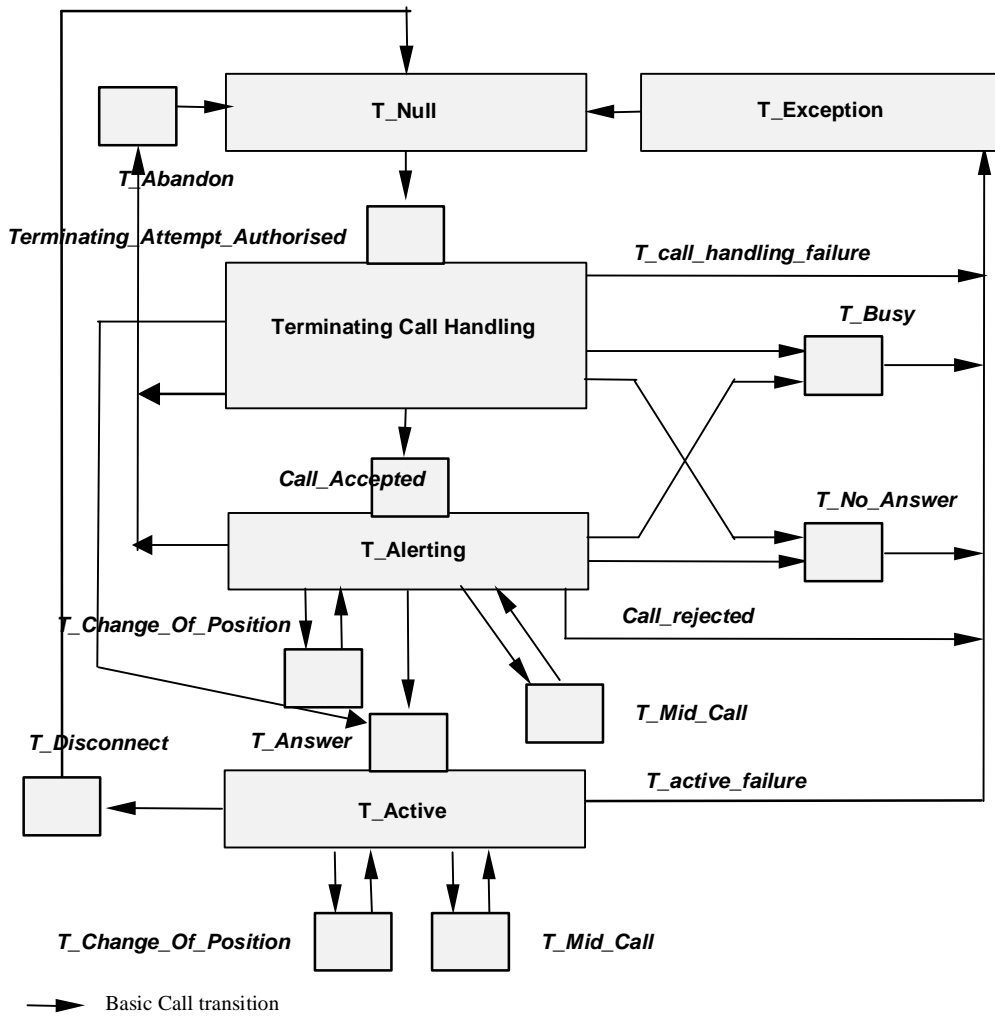 T_Null
T_Exception
T_Abandon
Terminating_Attempt_Authorised
T_call_handling_failure
Terminating Call Handling
T_Busy
Call_Accepted
T_No_Answer
T_Alerting
T_Change_Of_Position
Call_rejected
T_Mid_Call
T_Disconnect
T_Answer
T_active_failure
T_Active
T_Change_Of_Position
T_Mid_Call
Basic Call transition